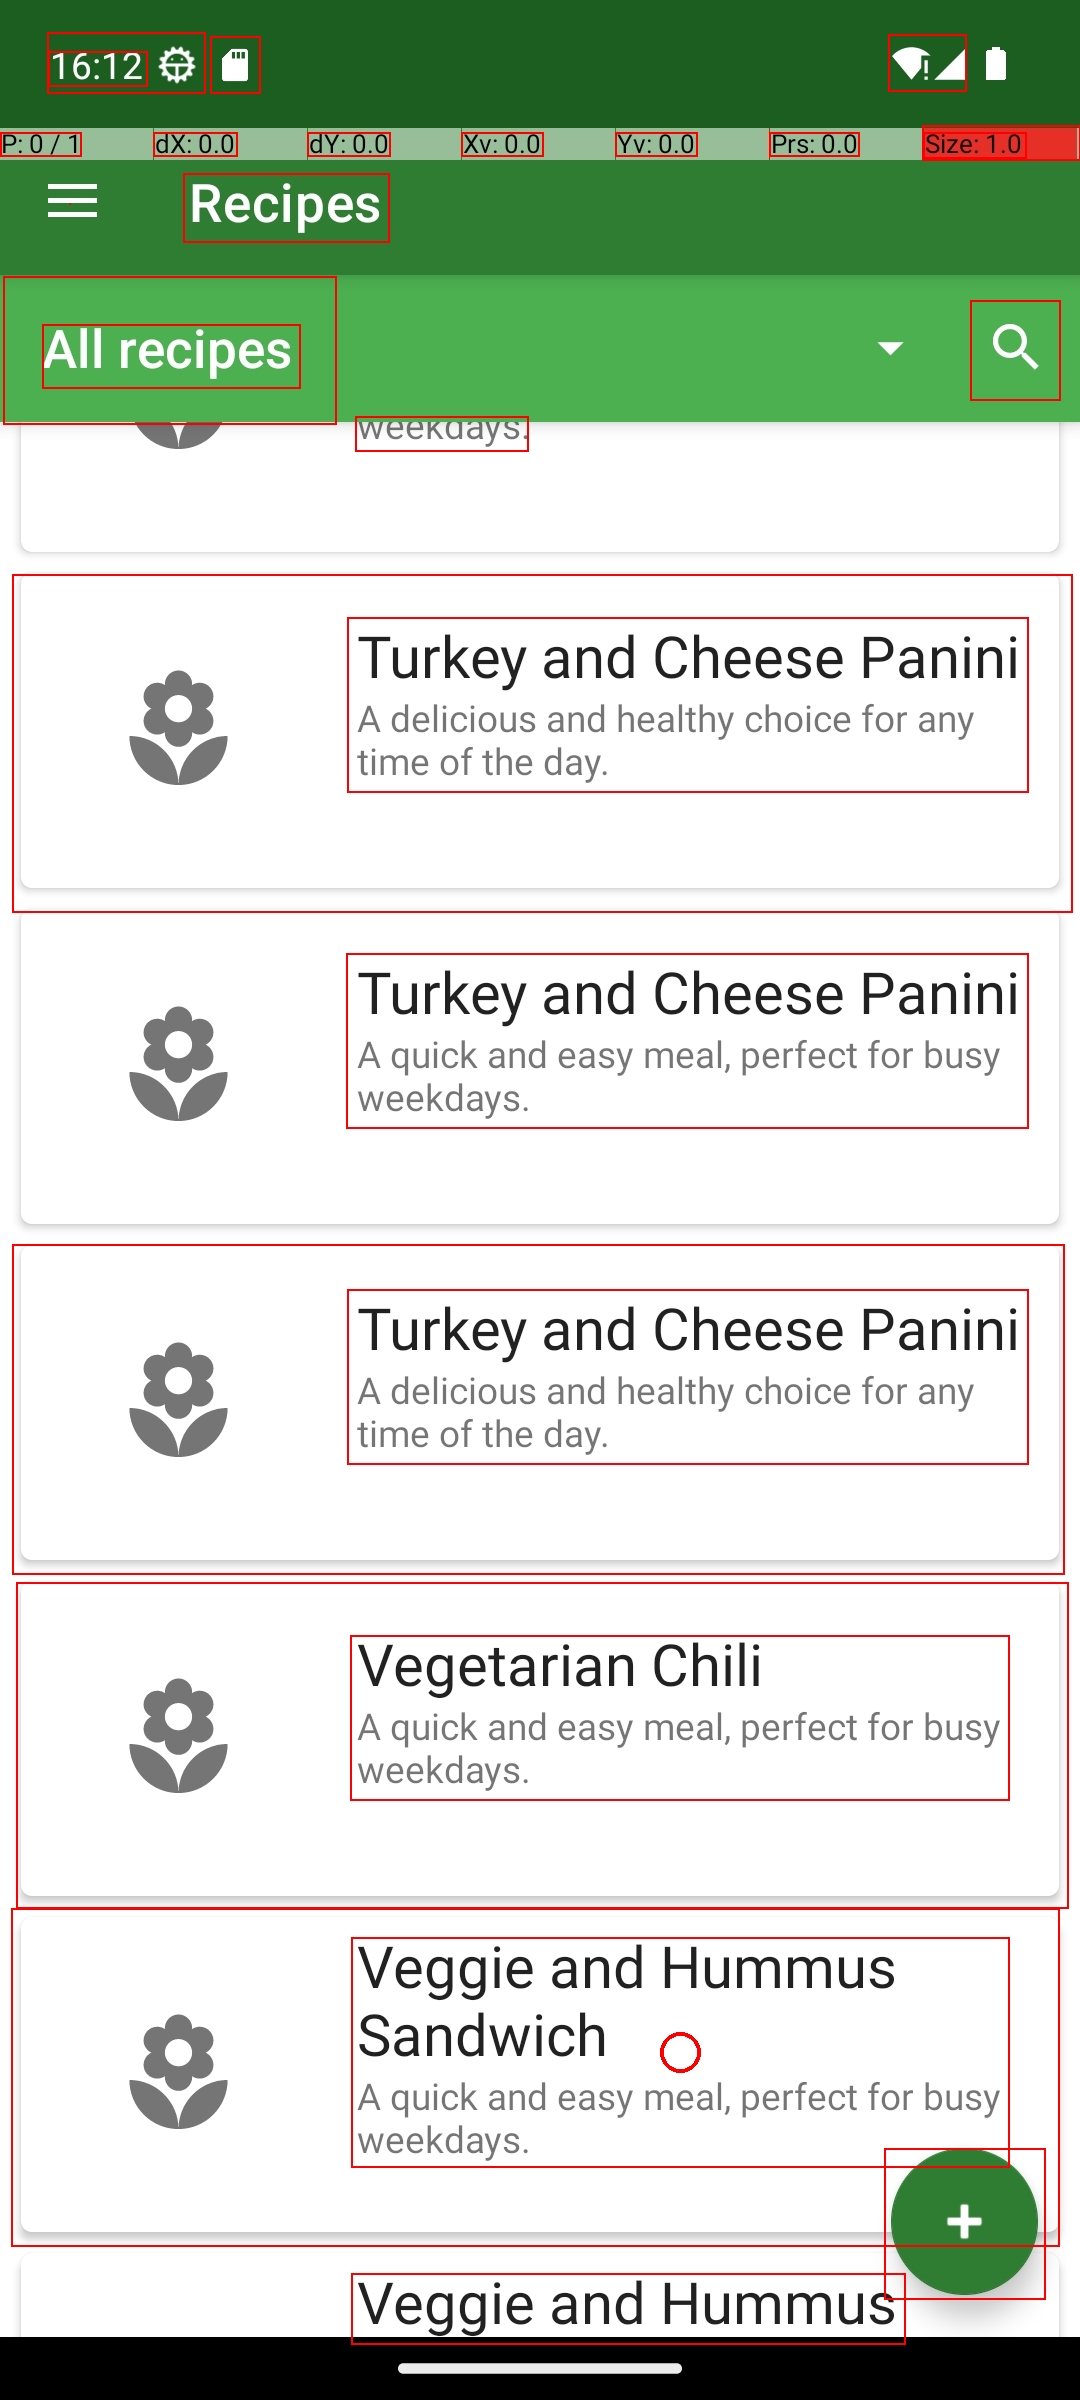 16:12
P: 0 / 1 dX: 0.0 dY: 0.0 Xv: 0.0 Yv: 0.0 Prs: 0.0 Size: 1.0
Recipes
All recipes
weekdays.
Turkey and Cheese Panini
A delicious and healthy choice for any
time of the day.
Turkey and Cheese Panini
A quick and easy meal, perfect for busy
weekdays.
Turkey and Cheese Panini
A delicious and healthy choice for any
time of the day.
Vegetarian Chili
A quick and easy meal, perfect for busy
weekdays.
Veggie and Hummus
Sandwich
A quick and easy meal, perfect for busy
weekdays.
Veggie and Hummus